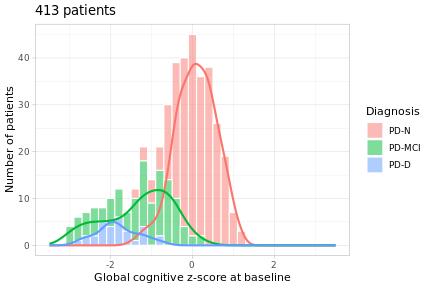 413 patients
Number of patients
40
30
20
10
0
-2
0
2
Global cognitive z-score at baseline
Diagnosis
PD-N
PD-MCI
PD-D